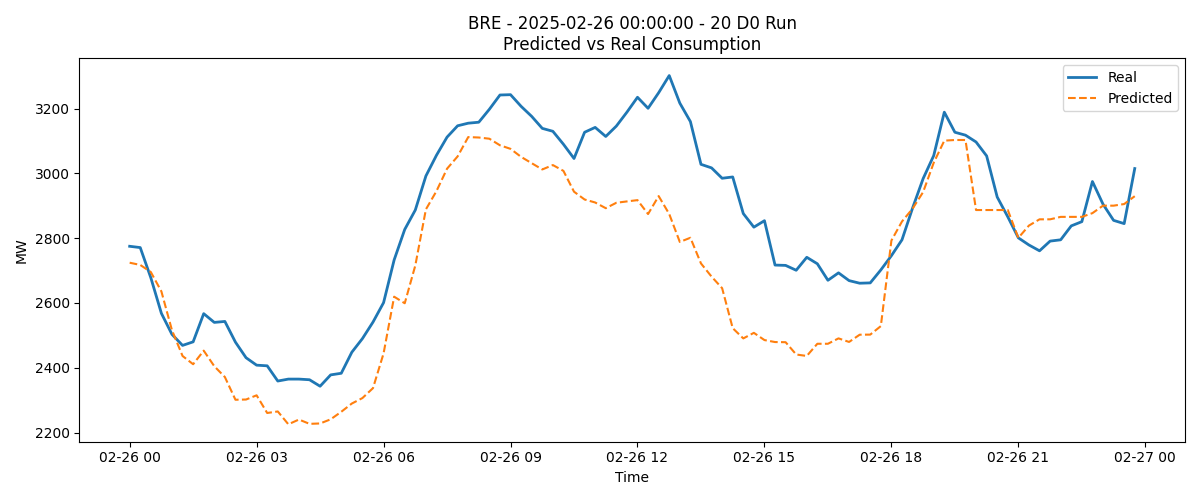 BRE - 2025-02-26 00:00:00 - 20 D0 Run
Predicted vs Real Consumption
Real
Predicted
MW
3200
3000
2800
2600
2400
2200
02-26 00
02-26 03
02-26 06
02-26 09
02-26 12
02-26 15
02-26 18
02-26 21
02-27 00
Time